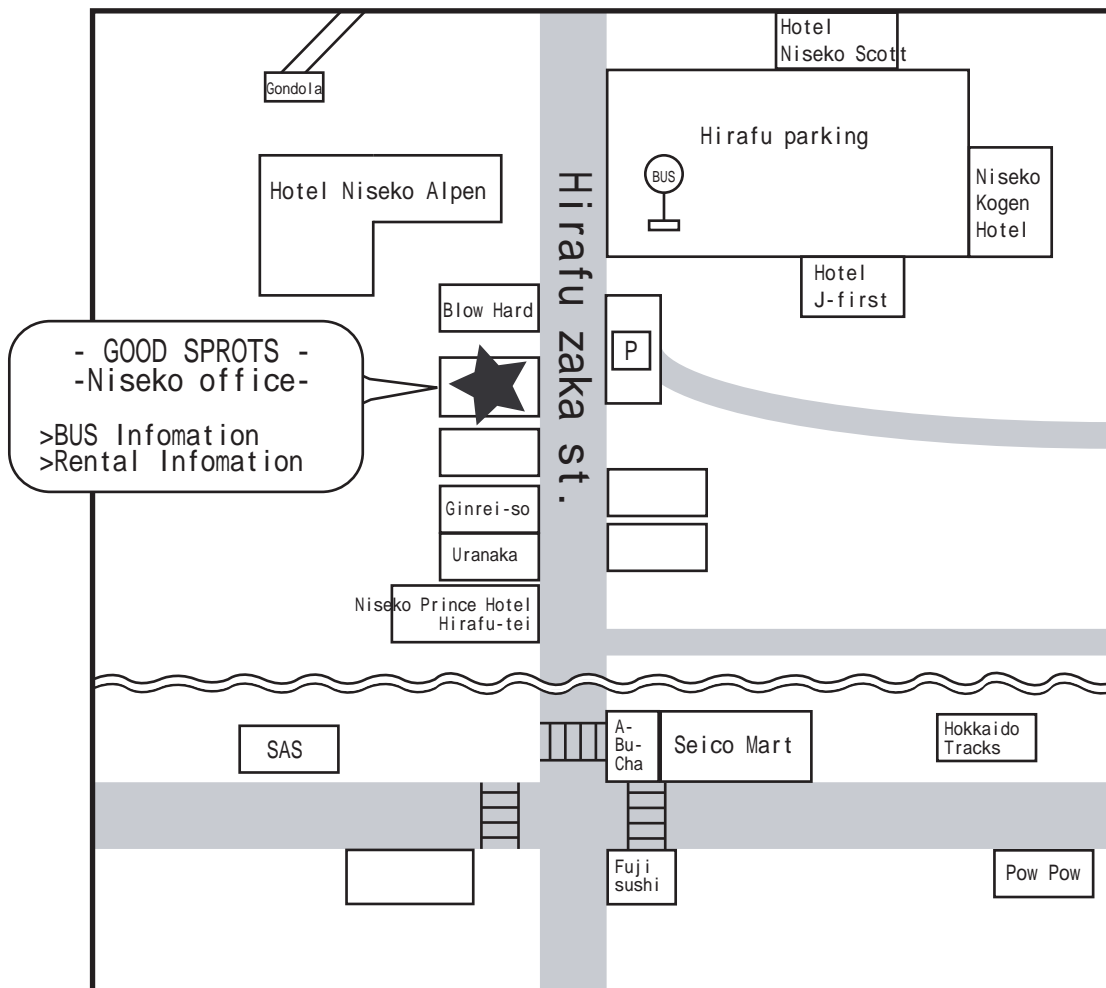 Hotel
Niseko Scott
Gondola
Hirafu parking
BUS
Hotel Niseko Alpen
Niseko
Kogen
Hotel
Hirafu zaka st.
Hotel
J-first
Blow Hard
P
- GOOD SPROTS -
-Niseko office-
>BUS Infomation
>Rental Infomation
Ginrei-so
Uranaka
Niseko Prince Hotel
Hirafu-tei
SAS
A-
Bu-
Cha
Seico Mart
Hokkaido
Tracks
Fuji
sushi
Pow Pow